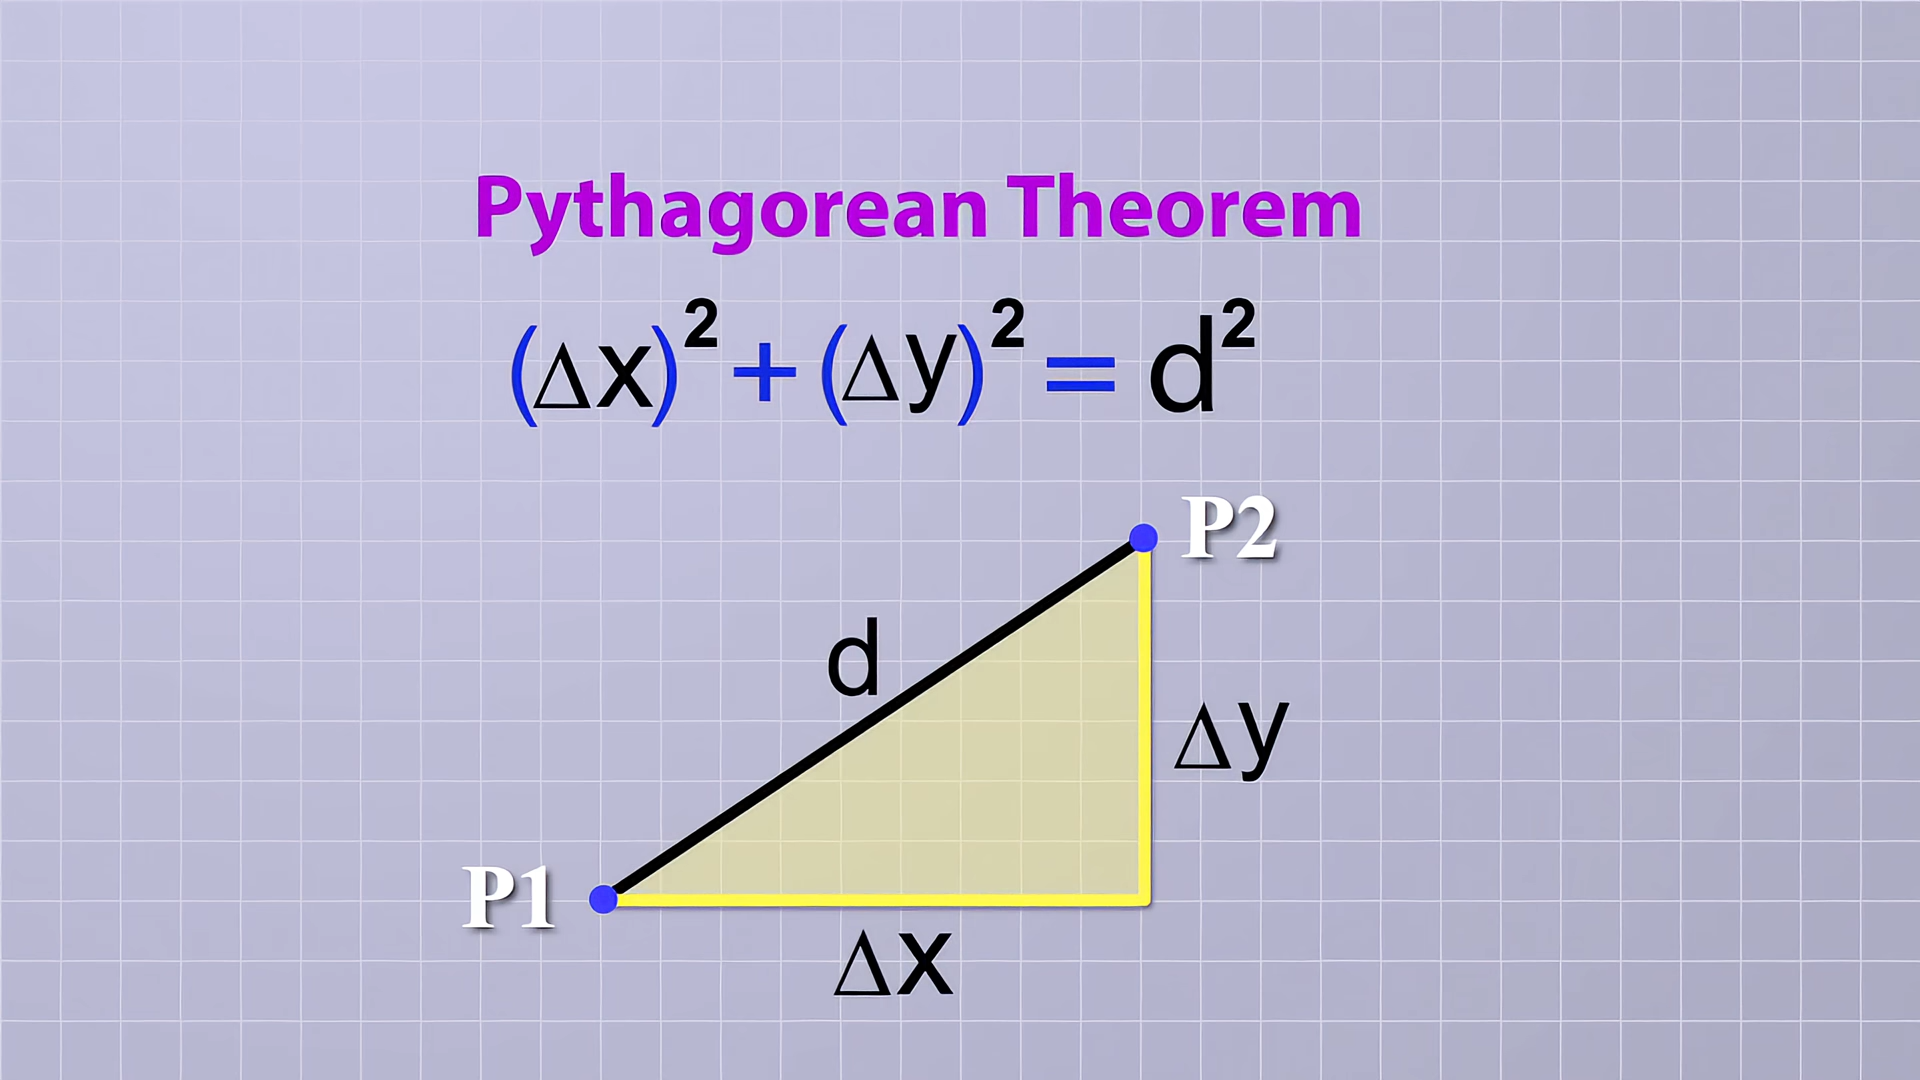 Pythagorean Theorem
(Δx)² + (Δy)² = d²
P2
d
Δy
P1
Δx